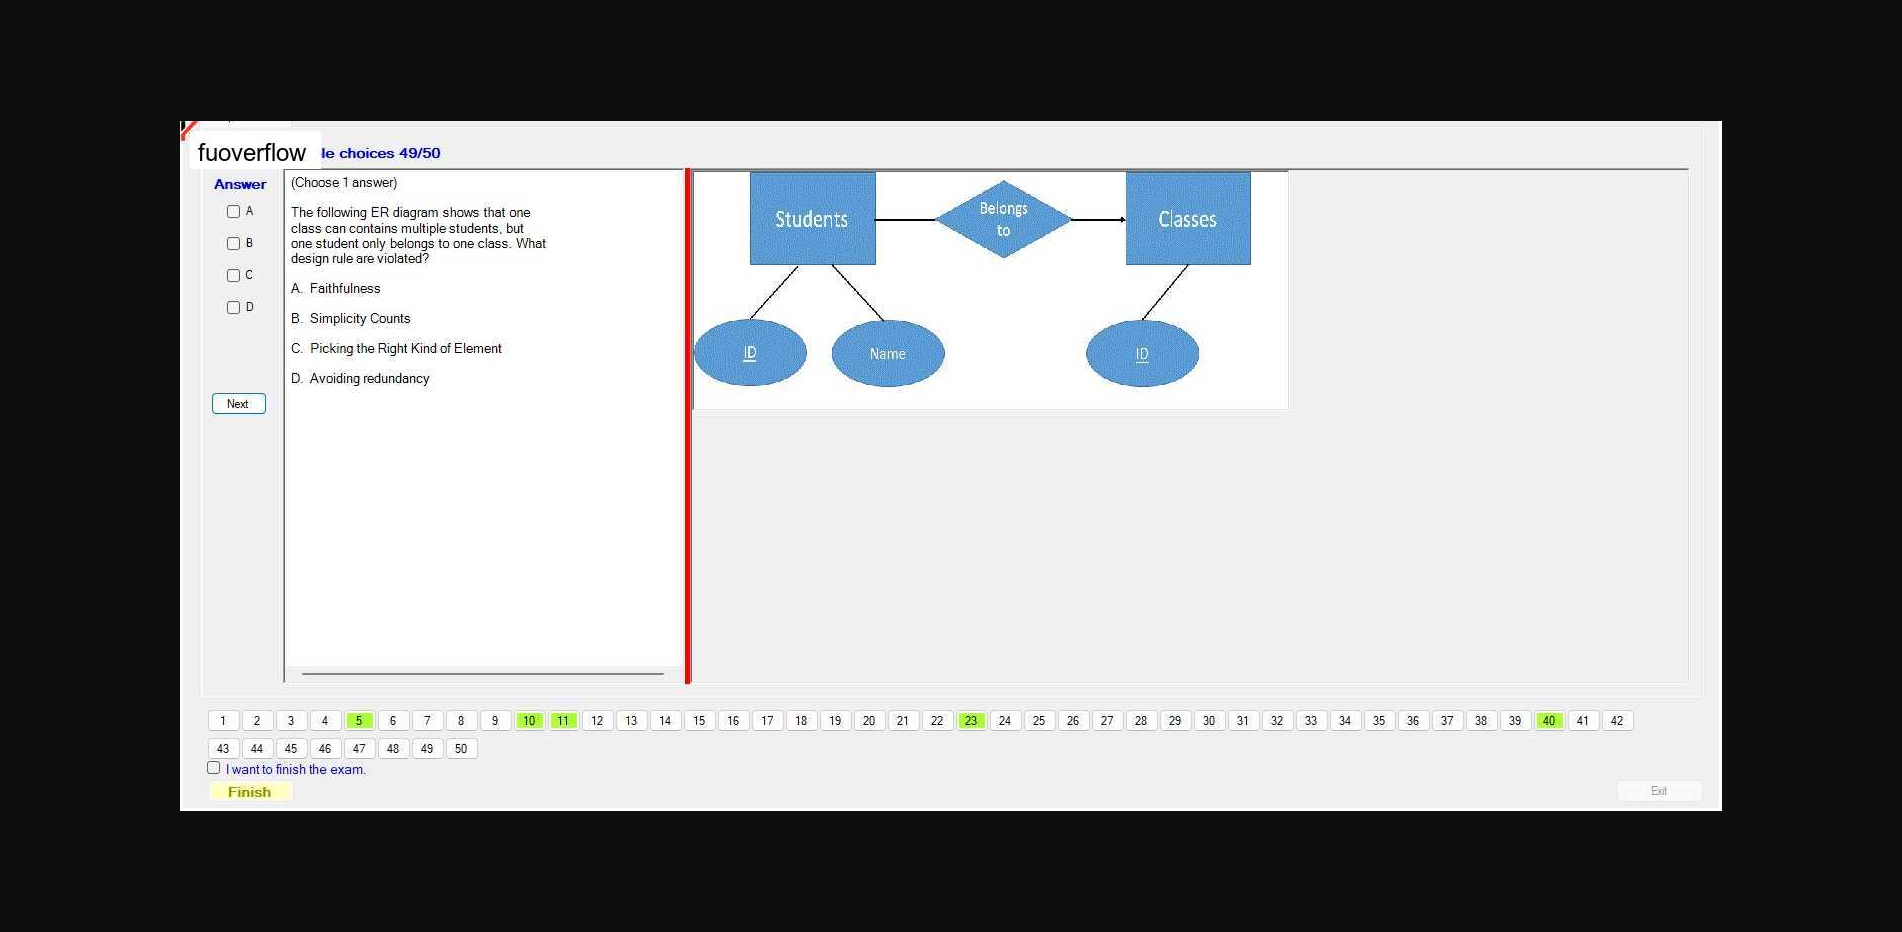 fuoverflow
le choices 49/50
Answer
(Choose 1 answer)
A
B
C
D
The following ER diagram shows that one
class can contains multiple students, but
one student only belongs to one class. What
design rule are violated?
A. Faithfulness
B. Simplicity Counts
C. Picking the Right Kind of Element
D. Avoiding redundancy
Next
Students
Belongs
to
Classes
ID
Name
ID
1 2 3 4 5 6 7 8 9 10 11 12 13 14 15 16 17 18 19 20 21 22 23 24 25 26 27 28 29 30 31 32 33 34 35 36 37 38 39 40 41 42
43 44 45 46 47 48 49 50
I want to finish the exam.
Finish
Exit